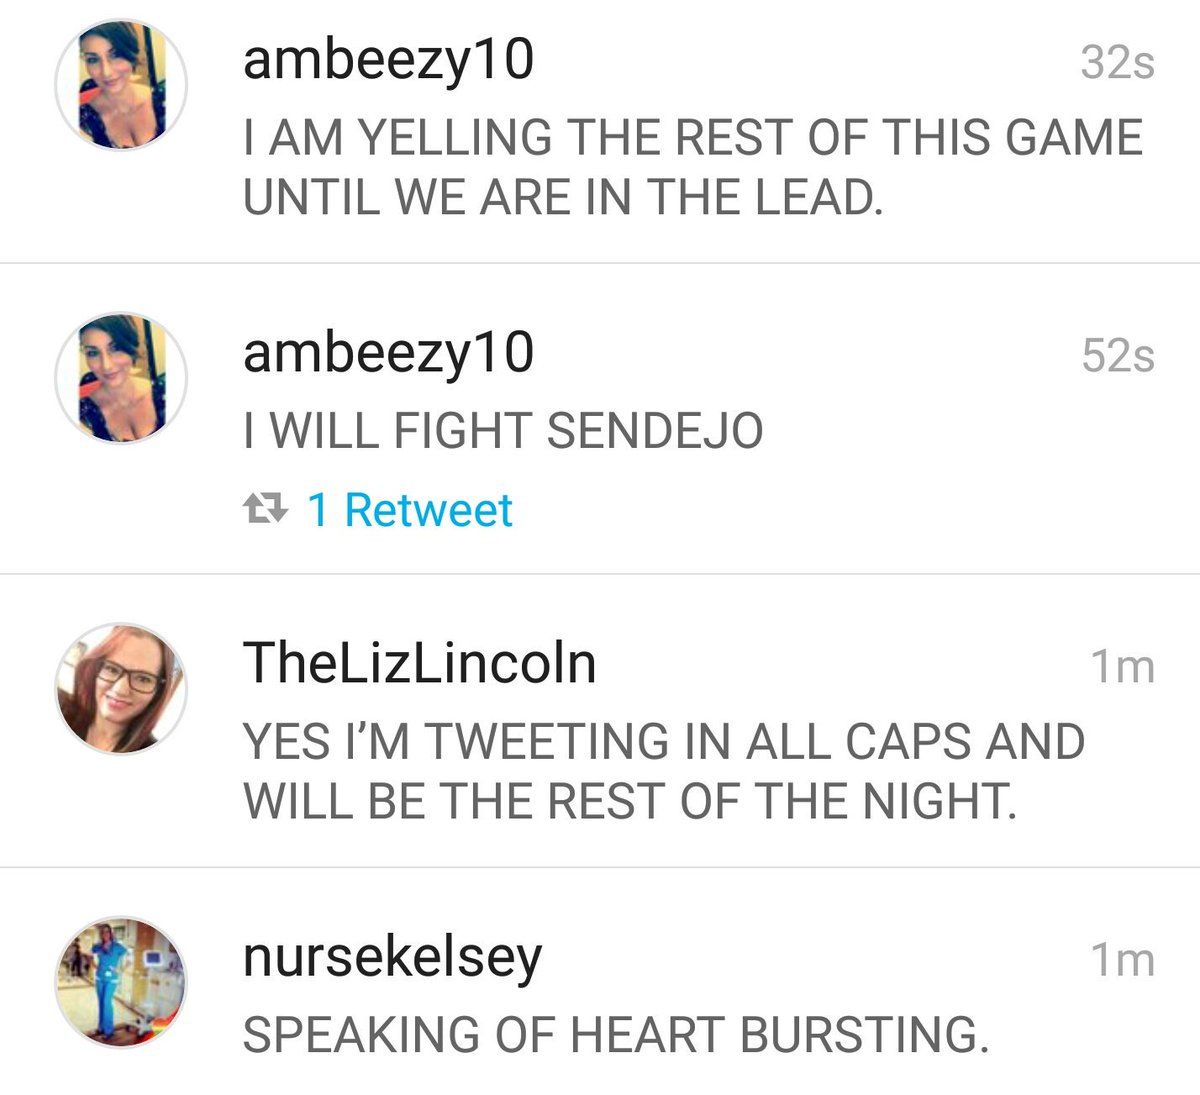 ambeezy10
32s
I AM YELLING THE REST OF THIS GAME
UNTIL WE ARE IN THE LEAD.
ambeezy10
52s
I WILL FIGHT SENDEJO
1 Retweet
TheLizLincoln
1m
YES I’M TWEETING IN ALL CAPS AND
WILL BE THE REST OF THE NIGHT.
nursekelsey
1m
SPEAKING OF HEART BURSTING.